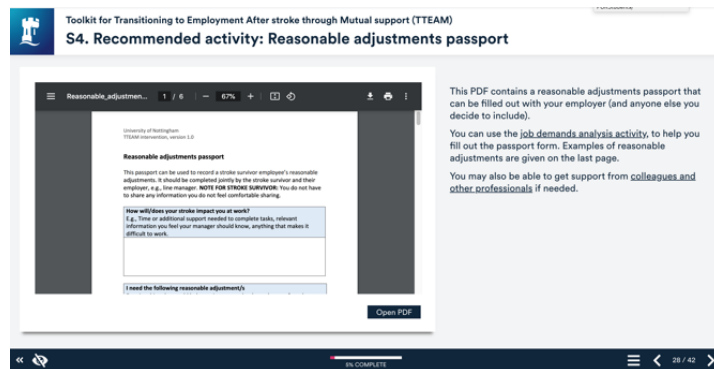 Toolkit for Transitioning to Employment After stroke through Mutual support (TTEAM)
S4. Recommended activity: Reasonable adjustments passport
Reasonable_adjustmen...
1 / 6
67%
University of Nottingham
TTEAM Intervention, version 1.0
Reasonable adjustments passport
This passport can be used to record a stroke survivor employee's reasonable
adjustments. It should be completed jointly by the stroke survivor and their
employer, e.g., line manager. NOTE FOR STROKE SURVIVOR: You do not have
to share any information you do not feel comfortable sharing.
How will/does your stroke impact you at work?
E.g., Time or additional support needed to complete tasks, relevant
information you feel your manager should know, anything that makes it
difficult to work.
I need the following reasonable adjustment/s
Open PDF
This PDF contains a reasonable adjustments passport that
can be filled out with your employer (and anyone else you
decide to include).
You can use the job demands analysis activity, to help you
fill out the passport form. Examples of reasonable
adjustments are given on the last page.
You may also be able to get support from colleagues and
other professionals if needed.
5% COMPLETE
28 / 42